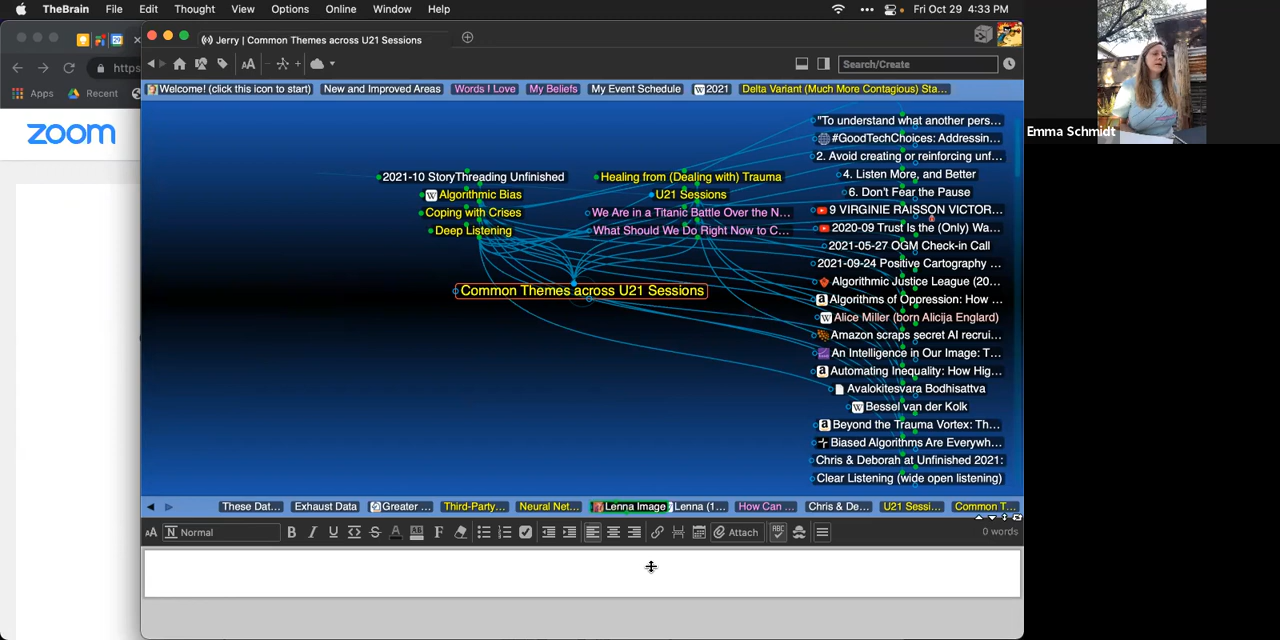 TheBrain File Edit Thought View Options Online Window Help Fri Oct 29 4:33 PM
Jerry | Common Themes across U21 Sessions
https
Search/Create
Apps Recent
Welcome! (click this icon to start) New and Improved Areas Words I Love My Beliefs My Event Schedule 2021 Delta Variant (Much More Contagious) Sta...
zoom
Emma Schmidt
2021-10 StoryThreading Unfinished
Algorithmic Bias
Coping with Crises
Deep Listening
Healing from (Dealing with) Trauma
U21 Sessions
We Are in a Titanic Battle Over the N...
What Should We Do Right Now to C...
Common Themes across U21 Sessions
"To understand what another pers...
#GoodTechChoices: Addressin...
2. Avoid creating or reinforcing unf...
4. Listen More, and Better
6. Don't Fear the Pause
9 VIRGINIE RAISSON VICTOR...
2020-09 Trust Is the (Only) Wa...
2021-05-27 OGM Check-in Call
2021-09-24 Positive Cartography ...
Algorithmic Justice League (20...
Algorithms of Oppression: How ...
Alice Miller (born Alicija Englard)
Amazon scraps secret AI recrui...
An Intelligence in Our Image: T...
Automating Inequality: How Hig...
Avalokitesvara Bodhisattva
Bessel van der Kolk
Beyond the Trauma Vortex: Th...
Biased Algorithms Are Everywh...
Chris & Deborah at Unfinished 2021:
Clear Listening (wide open listening)
These Dat... Exhaust Data Greater ... Third-Party... Neural Net... Lenna Image Lenna (1... How Can ... Chris & De... U21 Sessi... Common T...
Normal B I U S A F Attach 0 words